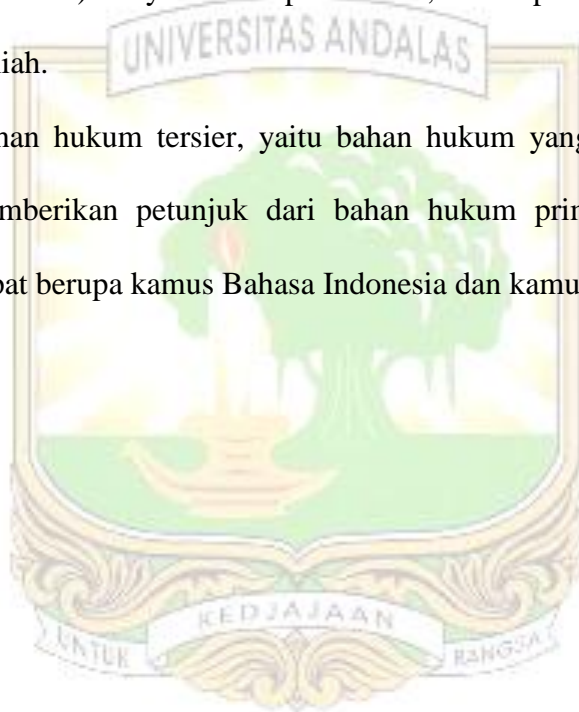 UNIVERSITAS ANDALAS
iah.
han hukum tersier, yaitu bahan hukum yang
mberikan petunjuk dari bahan hukum prim
pat berupa kamus Bahasa Indonesia dan kamu
UNTUK KEDJAJAAN BANGSA